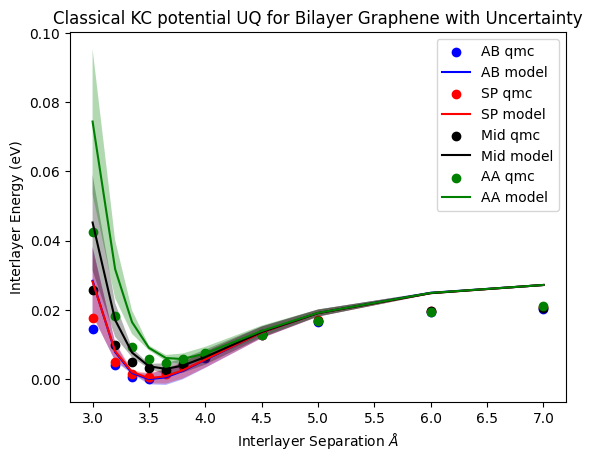 Classical KC potential UQ for Bilayer Graphene with Uncertainty
0.10
0.08
0.06
0.04
0.02
0.00
Interlayer Energy (eV)
AB qmc
AB model
SP qmc
SP model
Mid qmc
Mid model
AA qmc
AA model
3.0 3.5 4.0 4.5 5.0 5.5 6.0 6.5 7.0
Interlayer Separation Å